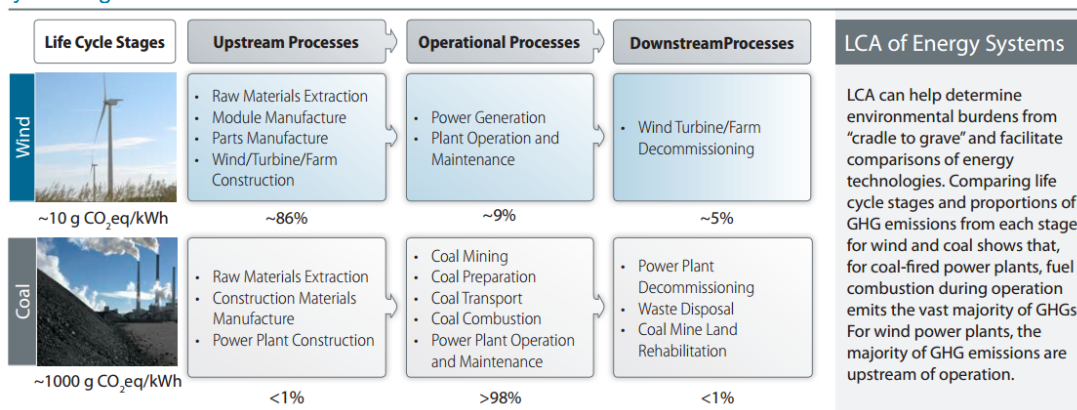 Life Cycle Stages
Upstream Processes
Operational Processes
DownstreamProcesses
Wind
~10 g CO₂eq/kWh
• Raw Materials Extraction
• Module Manufacture
• Parts Manufacture
• Wind/Turbine/Farm
Construction
~86%
• Power Generation
• Plant Operation and
Maintenance
~9%
• Wind Turbine/Farm
Decommissioning
~5%
Coal
~1000 g CO₂eq/kWh
• Raw Materials Extraction
• Construction Materials
Manufacture
• Power Plant Construction
<1%
• Coal Mining
• Coal Preparation
• Coal Transport
• Coal Combustion
• Power Plant Operation
and Maintenance
>98%
• Power Plant
Decommissioning
• Waste Disposal
• Coal Mine Land
Rehabilitation
<1%
LCA of Energy Systems
LCA can help determine
environmental burdens from
“cradle to grave” and facilitate
comparisons of energy
technologies. Comparing life
cycle stages and proportions of
GHG emissions from each stage
for wind and coal shows that,
for coal-fired power plants, fuel
combustion during operation
emits the vast majority of GHGs
For wind power plants, the
majority of GHG emissions are
upstream of operation.